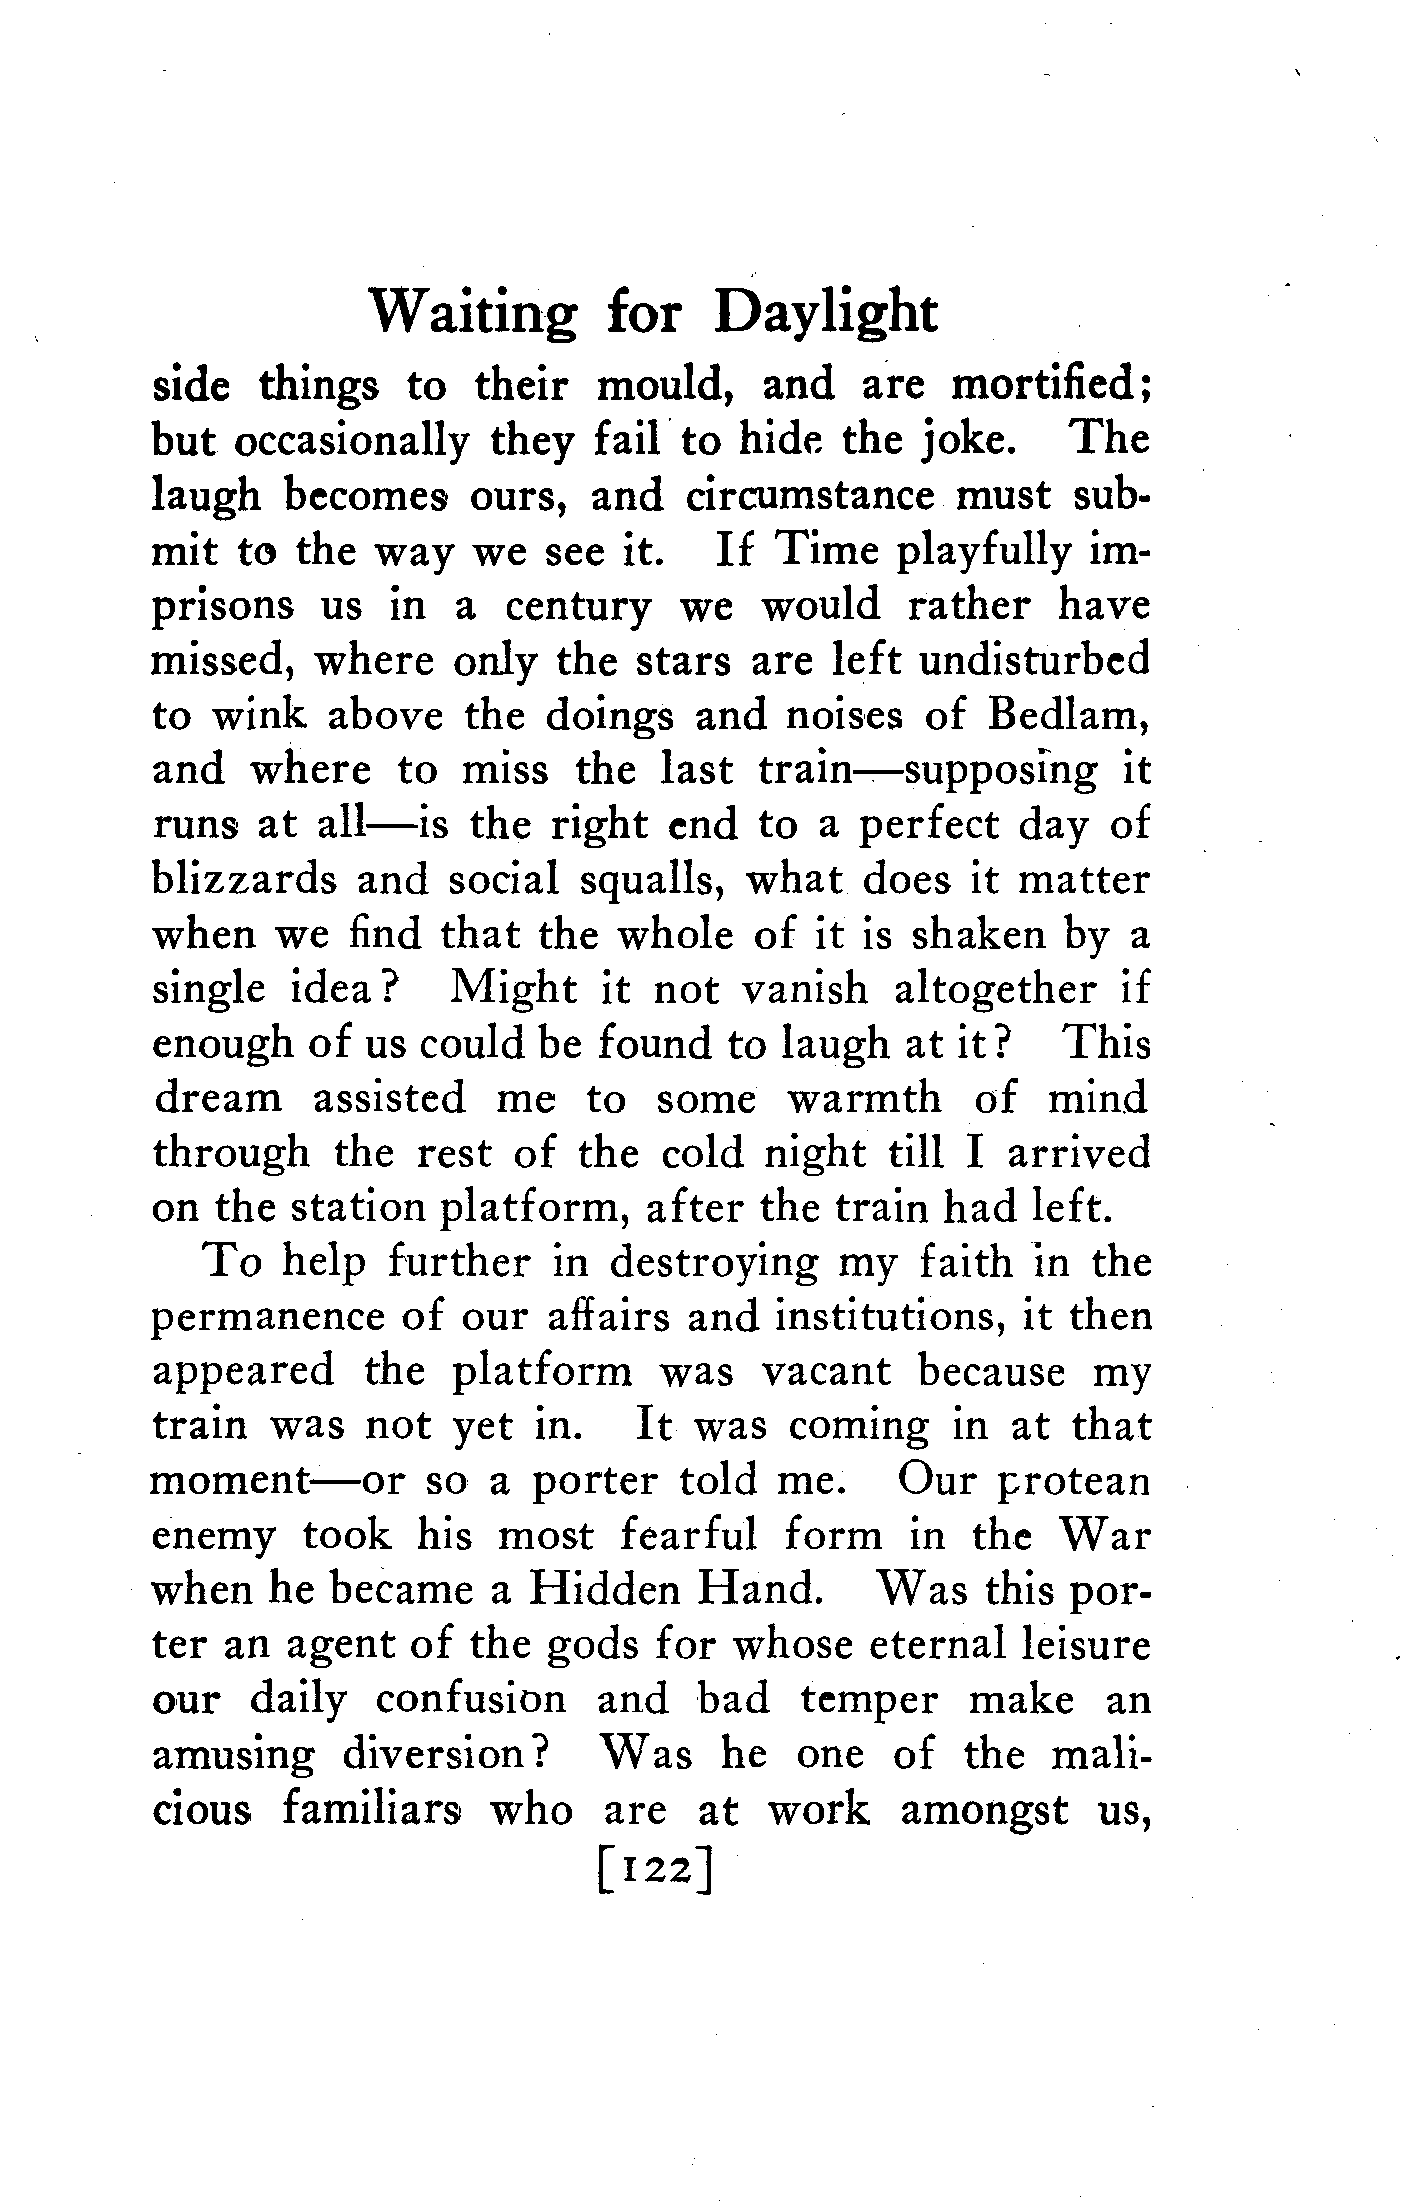 Waiting for Daylight
side things to their mould, and are mortified;
but occasionally they fail to hide the joke. The
laugh becomes ours, and circumstance must sub-
mit to the way we see it. If Time playfully im-
prisons us in a century we would rather have
missed, where only the stars are left undisturbed
to wink above the doings and noises of Bedlam,
and where to miss the last train—supposing it
runs at all—is the right end to a perfect day of
blizzards and social squalls, what does it matter
when we find that the whole of it is shaken by a
single idea? Might it not vanish altogether if
enough of us could be found to laugh at it? This
dream assisted me to some warmth of mind
through the rest of the cold night till I arrived
on the station platform, after the train had left.
To help further in destroying my faith in the
permanence of our affairs and institutions, it then
appeared the platform was vacant because my
train was not yet in. It was coming in at that
moment—or so a porter told me. Our protean
enemy took his most fearful form in the War
when he became a Hidden Hand. Was this por-
ter an agent of the gods for whose eternal leisure
our daily confusion and bad temper make an
amusing diversion? Was he one of the mali-
cious familiars who are at work amongst us,
[122]